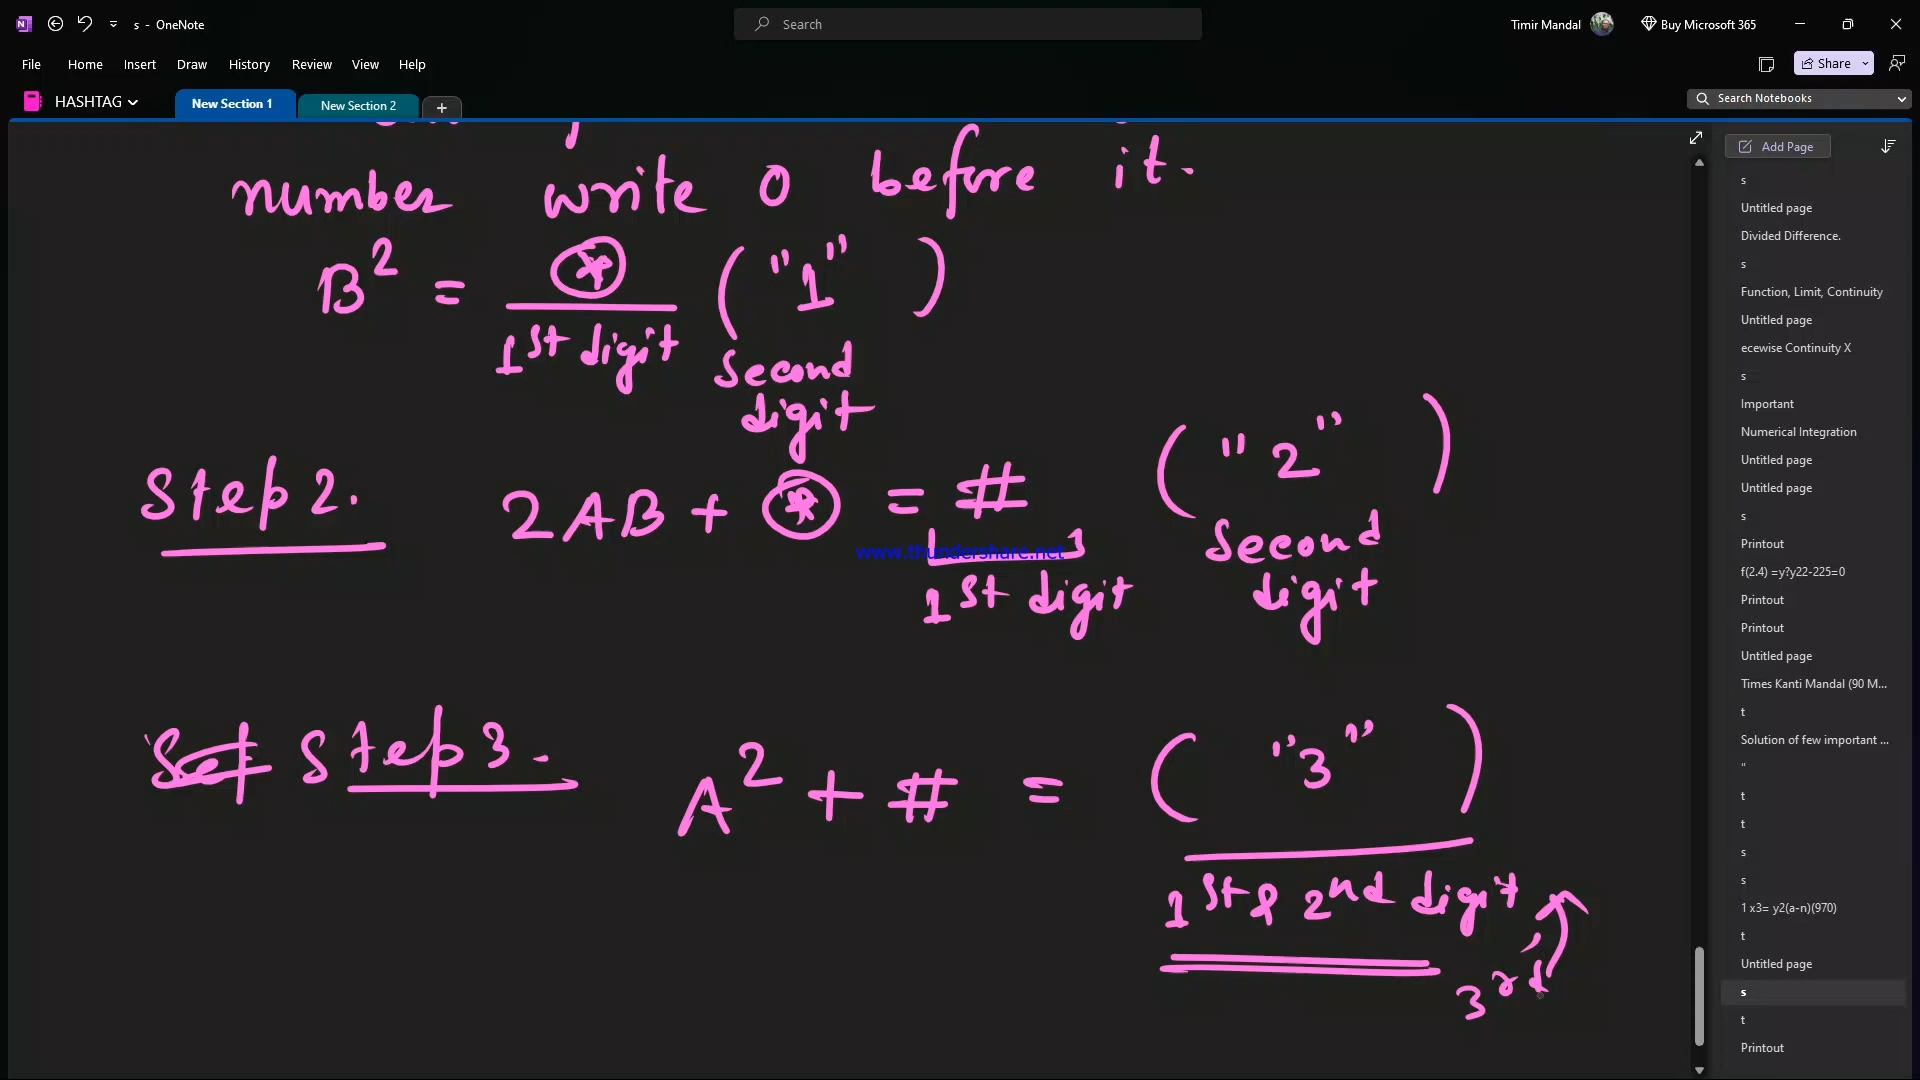 s - OneNote
Search
Timir Mandal
Buy Microsoft 365
File Home Insert Draw History Review View Help
Share
HASHTAG
New Section 1
New Section 2
+
Search Notebooks
Add Page
number write 0 before it.
B² = ⊛ ( "1" )
1st digit
Second
digit
Step 2. 2AB + ⊛ = # ( "2" )
1st digit
Second
digit
www.thundershare.net
Step 3. A² + # = ( "3" )
1st & 2nd digit
, 3rd
s
Untitled page
Divided Difference.
s
Function, Limit, Continuity
Untitled page
ecewise Continuity X
s
Important
Numerical Integration
Untitled page
Untitled page
s
Printout
f(2.4) =y?y22-225=0
Printout
Printout
Untitled page
Times Kanti Mandal (90 M...
t
Solution of few important ...
"
t
t
s
s
1 x3= y2(a-n)(970)
t
Untitled page
s
t
Printout